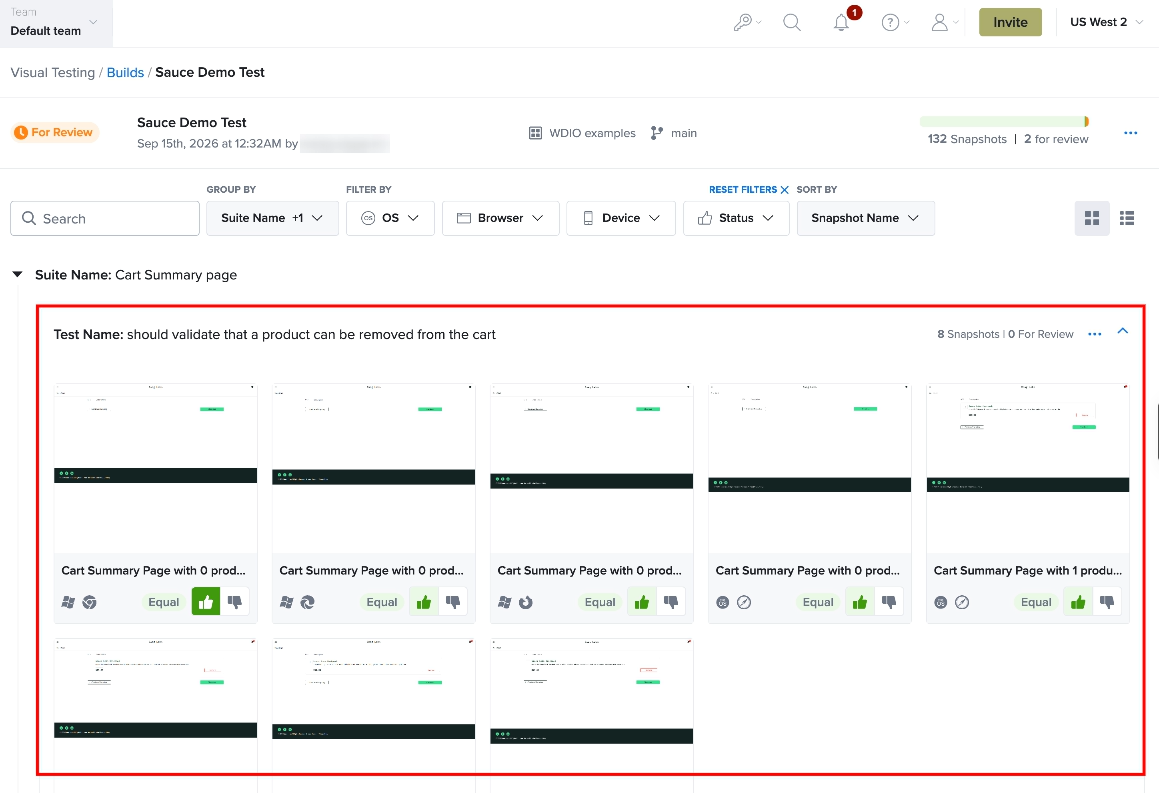 Team
Default team
1
Invite
US West 2
Visual Testing / Builds / Sauce Demo Test
For Review
Sauce Demo Test
Sep 15th, 2026 at 12:32AM by
WDIO examples
main
132 Snapshots | 2 for review
GROUP BY
FILTER BY
RESET FILTERS
SORT BY
Search
Suite Name +1
OS
Browser
Device
Status
Snapshot Name
Suite Name: Cart Summary page
Test Name: should validate that a product can be removed from the cart
8 Snapshots | 0 For Review
Cart Summary Page with 0 prod...
Cart Summary Page with 0 prod...
Cart Summary Page with 0 prod...
Cart Summary Page with 0 prod...
Cart Summary Page with 1 produ...
Equal
Equal
Equal
Equal
Equal